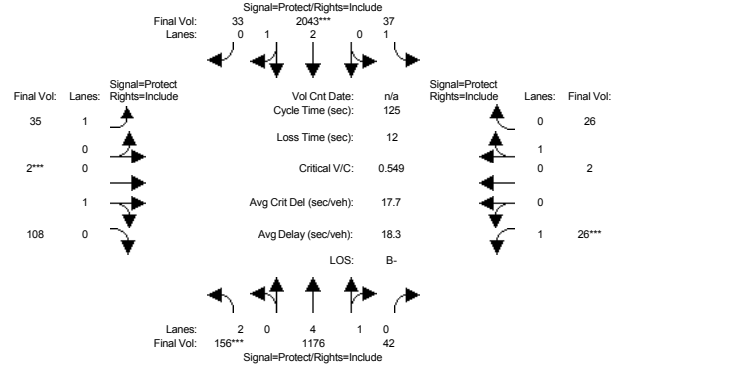 Signal=Protect/Rights=Include
Final Vol: 33 2043*** 37
Lanes: 0 1 2 0 1
Signal=Protect Signal=Protect
Final Vol: Lanes: Rights=Include Vol Cnt Date: n/a Rights=Include Lanes: Final Vol:
Cycle Time (sec): 125
35 1 0 26
Loss Time (sec): 12
0 1
2*** 0 Critical V/C: 0.549 0 2
1 Avg Crit Del (sec/veh): 17.7 0
108 0 Avg Delay (sec/veh): 18.3 1 26***
LOS: B-
Lanes: 2 0 4 1 0
Final Vol: 156*** 1176 42
Signal=Protect/Rights=Include